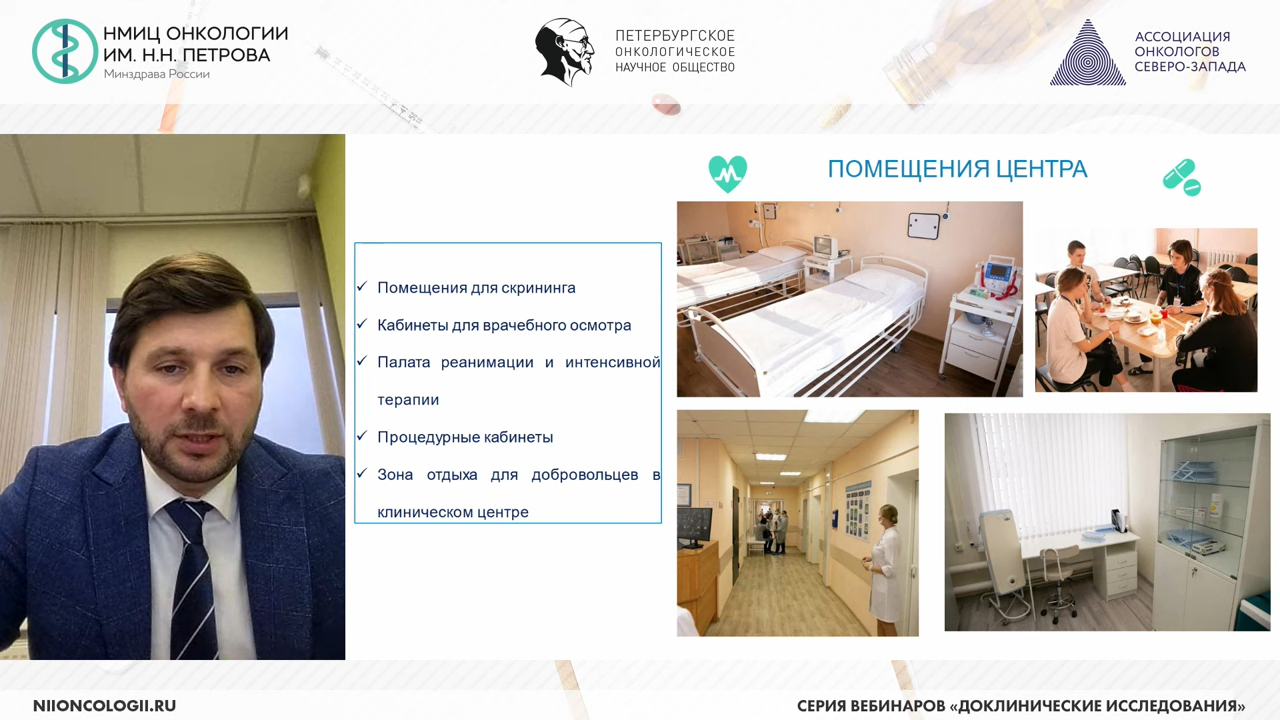 НМИЦ ОНКОЛОГИИ
ИМ. Н.Н. ПЕТРОВА
Минздрава России
ПЕТЕРБУРГСКОЕ
ОНКОЛОГИЧЕСКОЕ
НАУЧНОЕ ОБЩЕСТВО
АССОЦИАЦИЯ
ОНКОЛОГОВ
СЕВЕРО-ЗАПАДА
ПОМЕЩЕНИЯ ЦЕНТРА
Помещения для скрининга
Кабинеты для врачебного осмотра
Палата реанимации и интенсивной
терапии
Процедурные кабинеты
Зона отдыха для добровольцев в
клиническом центре
NIIONCOLOGII.RU
СЕРИЯ ВЕБИНАРОВ «ДОКЛИНИЧЕСКИЕ ИССЛЕДОВАНИЯ»